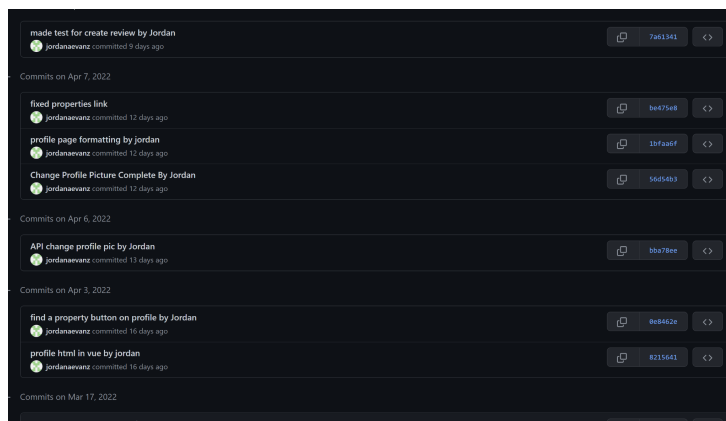 made test for create review by Jordan
jordanaevanz committed 9 days ago
7a61341
Commits on Apr 7, 2022
fixed properties link
jordanaevanz committed 12 days ago
be475e8
profile page formatting by jordan
jordanaevanz committed 12 days ago
1bfaa6f
Change Profile Picture Complete By Jordan
jordanaevanz committed 12 days ago
56d54b3
Commits on Apr 6, 2022
API change profile pic by Jordan
jordanaevanz committed 13 days ago
bba78ee
Commits on Apr 3, 2022
find a property button on profile by Jordan
jordanaevanz committed 16 days ago
0e8462e
profile html in vue by jordan
jordanaevanz committed 16 days ago
8215641
Commits on Mar 17, 2022